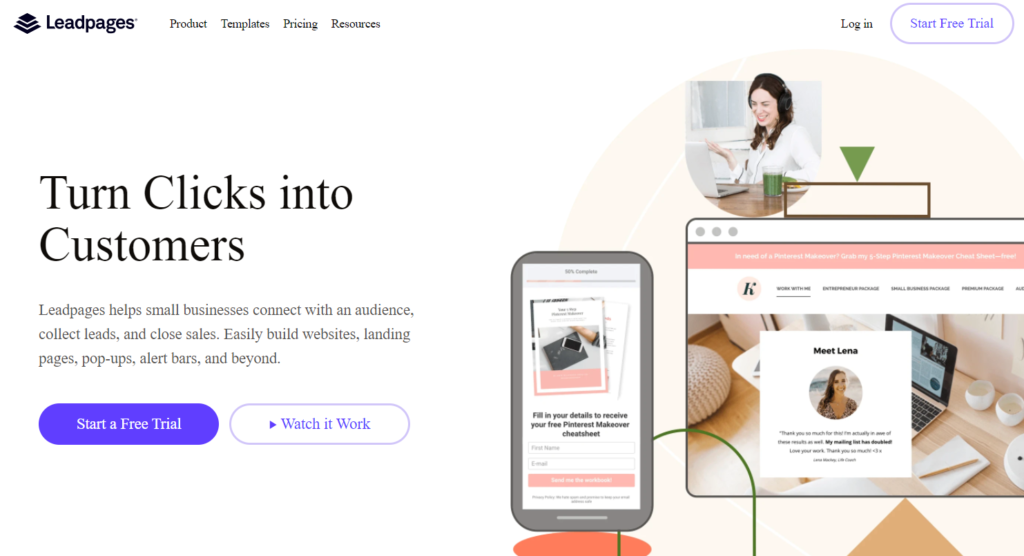 Leadpages®
Product Templates Pricing Resources
Log in
Start Free Trial
Turn Clicks into
Customers
Leadpages helps small businesses connect with an audience,
collect leads, and close sales. Easily build websites, landing
pages, pop-ups, alert bars, and beyond.
Start a Free Trial
Watch it Work
50% Complete
Pinterest Makeover
Fill in your details to receive
your free Pinterest Makeover
cheatsheet
First Name
E-mail
Send me the workbook!
In need of a Pinterest Makeover? Grab my 5-Step Pinterest Makeover Cheat Sheet—free!
K
WORK WITH ME ENTREPRENEUR PACKAGE SMALL BUSINESS PACKAGE PREMIUM PACKAGE
Meet Lena
"Thank you so much for this! I'm actually in awe of
these results as well. My mailing list has doubled!
Love your work. Thank you so much! <3 x
Life Coach